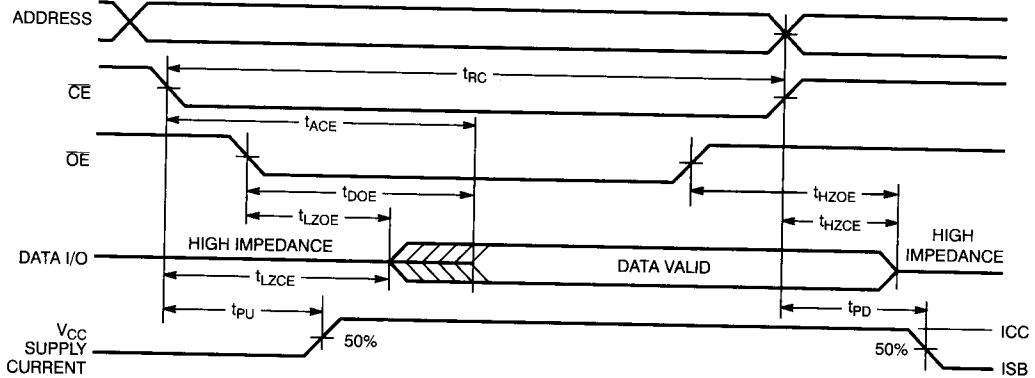 ADDRESS
tRC
CE
tACE
OE
tDOE
tHZOE
tLZOE
tHZCE
HIGH IMPEDANCE
HIGH
IMPEDANCE
DATA I/O
DATA VALID
tLZCE
tPU
tPD
VCC
SUPPLY
CURRENT
50%
50%
ICC
ISB